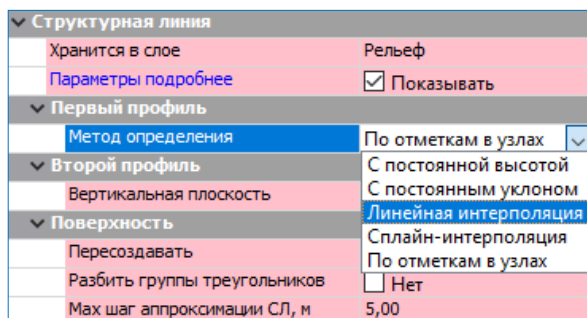 Структурная линия
Хранится в слое Рельеф
Параметры подробнее Показывать
Первый профиль
Метод определения По отметкам в узлах
С постоянной высотой
Второй профиль С постоянным уклоном
Вертикальная плоскость Линейная интерполяция
Поверхность Сплайн-интерполяция
Пересоздавать По отметкам в узлах
Разбить группы треугольников Нет
Мах шаг аппроксимации СЛ, м 5,00